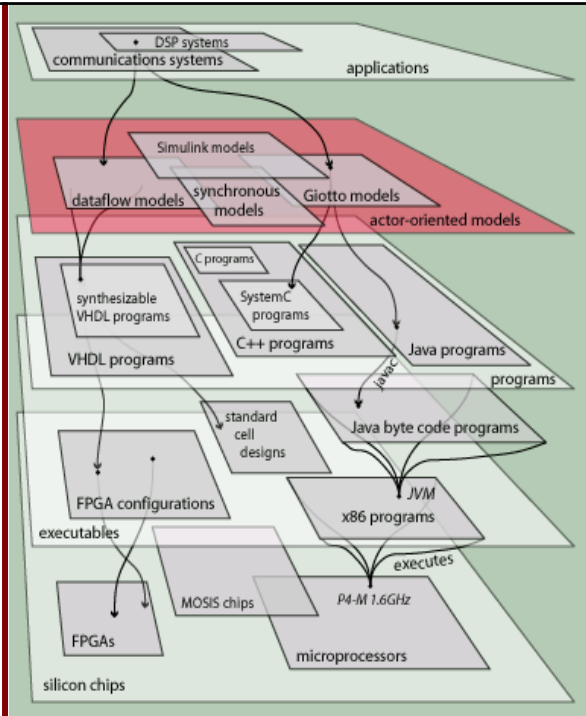 DSP systems
communications systems
applications
Simulink models
dataflow models
synchronous
models
Giotto models
actor-oriented models
C programs
synthesizable
VHDL programs
SystemC
programs
VHDL programs
C++ programs
Java programs
programs
javac
standard
cell
designs
Java byte code programs
FPGA configurations
JVM
x86 programs
executables
executes
MOSIS chips
P4-M 1.6GHz
FPGAs
microprocessors
silicon chips